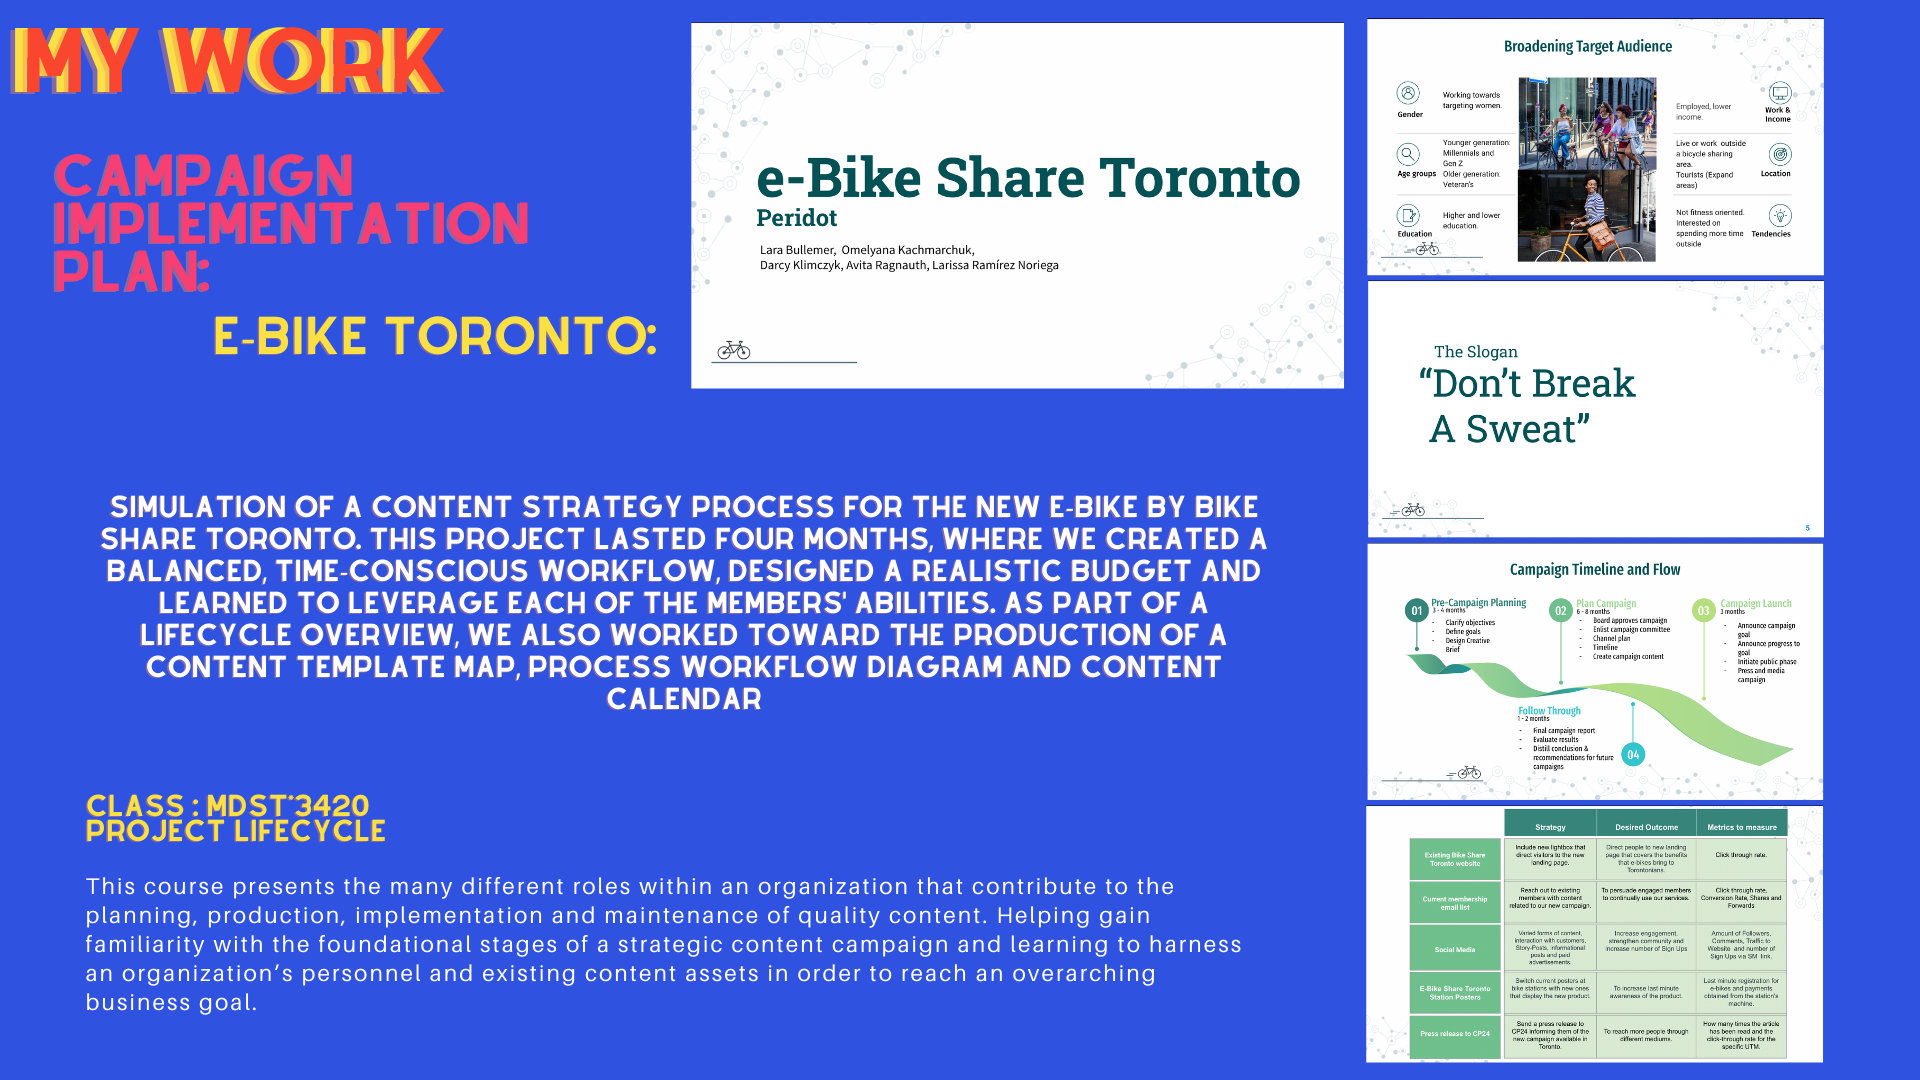 MY WORK
CAMPAIGN
IMPLEMENTATION
PLAN:
E-BIKE TORONTO:
e-Bike Share Toronto
Peridot
Lara Bullemer, Omelyana Kachmarchuk,
Darcy Klimczyk, Avita Ragnauth, Larissa Ramírez Noriega
SIMULATION OF A CONTENT STRATEGY PROCESS FOR THE NEW E-BIKE BY BIKE
SHARE TORONTO. THIS PROJECT LASTED FOUR MONTHS, WHERE WE CREATED A
BALANCED, TIME-CONSCIOUS WORKFLOW, DESIGNED A REALISTIC BUDGET AND
LEARNED TO LEVERAGE EACH OF THE MEMBERS' ABILITIES. AS PART OF A
LIFECYCLE OVERVIEW, WE ALSO WORKED TOWARD THE PRODUCTION OF A
CONTENT TEMPLATE MAP, PROCESS WORKFLOW DIAGRAM AND CONTENT
CALENDAR
CLASS : MDST*3420
PROJECT LIFECYCLE
This course presents the many different roles within an organization that contribute to the
planning, production, implementation and maintenance of quality content. Helping gain
familiarity with the foundational stages of a strategic content campaign and learning to harness
an organization’s personnel and existing content assets in order to reach an overarching
business goal.
Broadening Target Audience
Gender
Working towards
targeting women.
Age groups
Younger generation:
Millennials and
Gen Z
Older generation:
Veteran's
Education
Higher and lower
education.
Employed, lower
income.
Work &
Income
Live or work outside
a bicycle sharing
area.
Tourists (Expand
areas)
Location
Not fitness oriented.
Interested on
spending more time
outside
Tendencies
The Slogan
“Don’t Break
A Sweat”
5
Campaign Timeline and Flow
01
Pre-Campaign Planning
3 - 4 months
- Clarify objectives
- Define goals
- Design Creative
Brief
02
Plan Campaign
6 - 8 months
- Board approves campaign
- Enlist campaign committee
- Channel plan
- Timeline
- Create campaign content
03
Campaign Launch
3 months
- Announce campaign
goal
- Announce progress to
goal
- Initiate public phase
- Press and media
campaign
Follow Through
1 - 2 months
- Final campaign report
- Evaluate results
- Distill conclusion &
recommendations for future
campaigns
04
Strategy
Desired Outcome
Metrics to measure
Existing Bike Share
Toronto website
Include new lightbox that
direct visitors to the new
landing page.
Direct people to new landing
page that covers the benefits
that e-bikes bring to
Torontonians.
Click through rate.
Current membership
email list
Reach out to existing
members with content
related to our new campaign.
To persuade engaged members
to continually use our services.
Click through rate,
Conversion Rate, Shares and
Forwards
Social Media
Varied forms of content,
interaction with customers,
Story-Posts, informational
posts and paid
advertisements.
Increase engagement,
strengthen community and
increase number of Sign Ups
Amount of Followers,
Comments, Traffic to
Website and number of
Sign Ups via SM link.
E-Bike Share Toronto
Station Posters
Switch current posters at
bike stations with new ones
that display the new product.
To increase last minute
awareness of the product.
Last minute registration for
e-bikes and payments
obtained from the station's
machine.
Press release to CP24
Send a press release to
CP24 informing them of the
new campaign available in
Toronto.
To reach more people through
different mediums.
How many times the article
has been read and the
click-through rate for the
specific UTM.